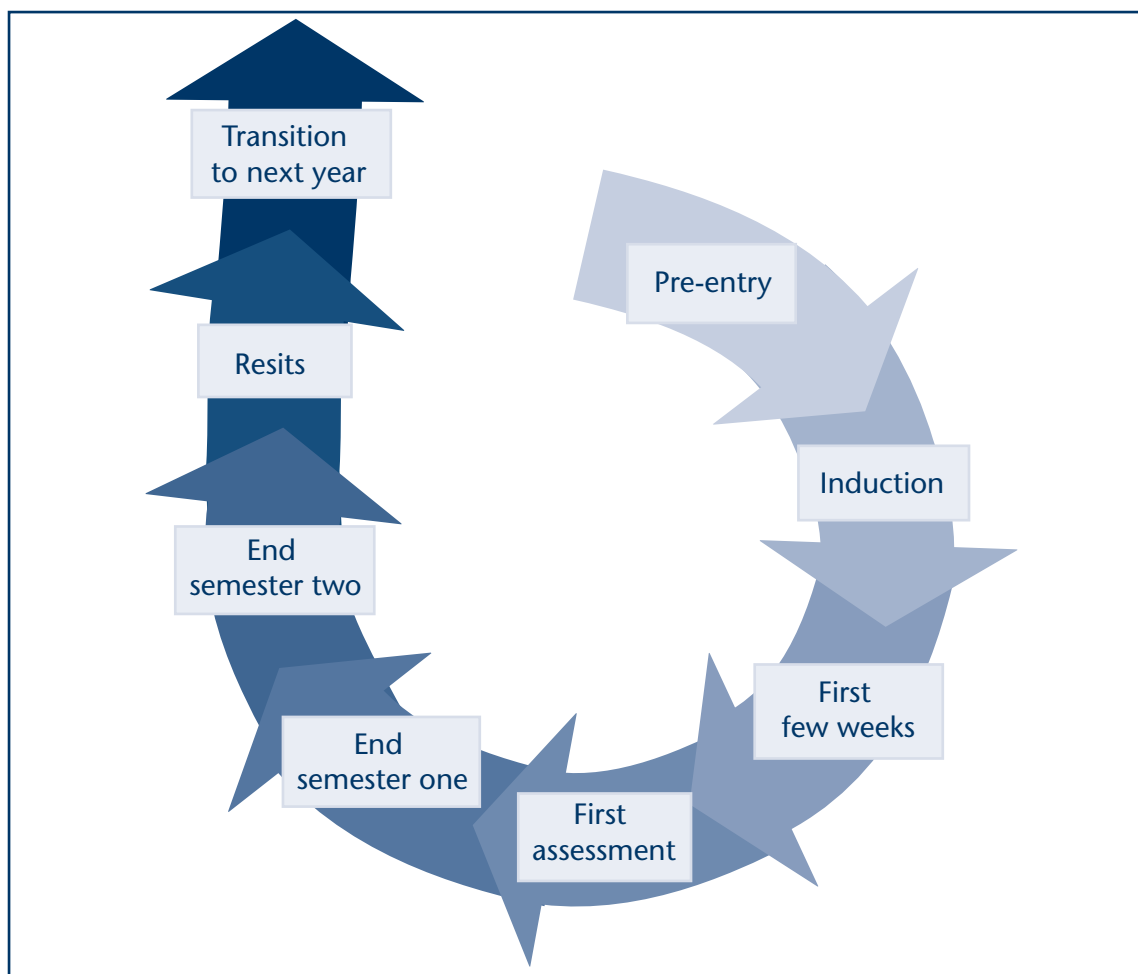 Pre-entry
Induction
First
few weeks
First
assessment
End
semester one
End
semester two
Resits
Transition
to next year